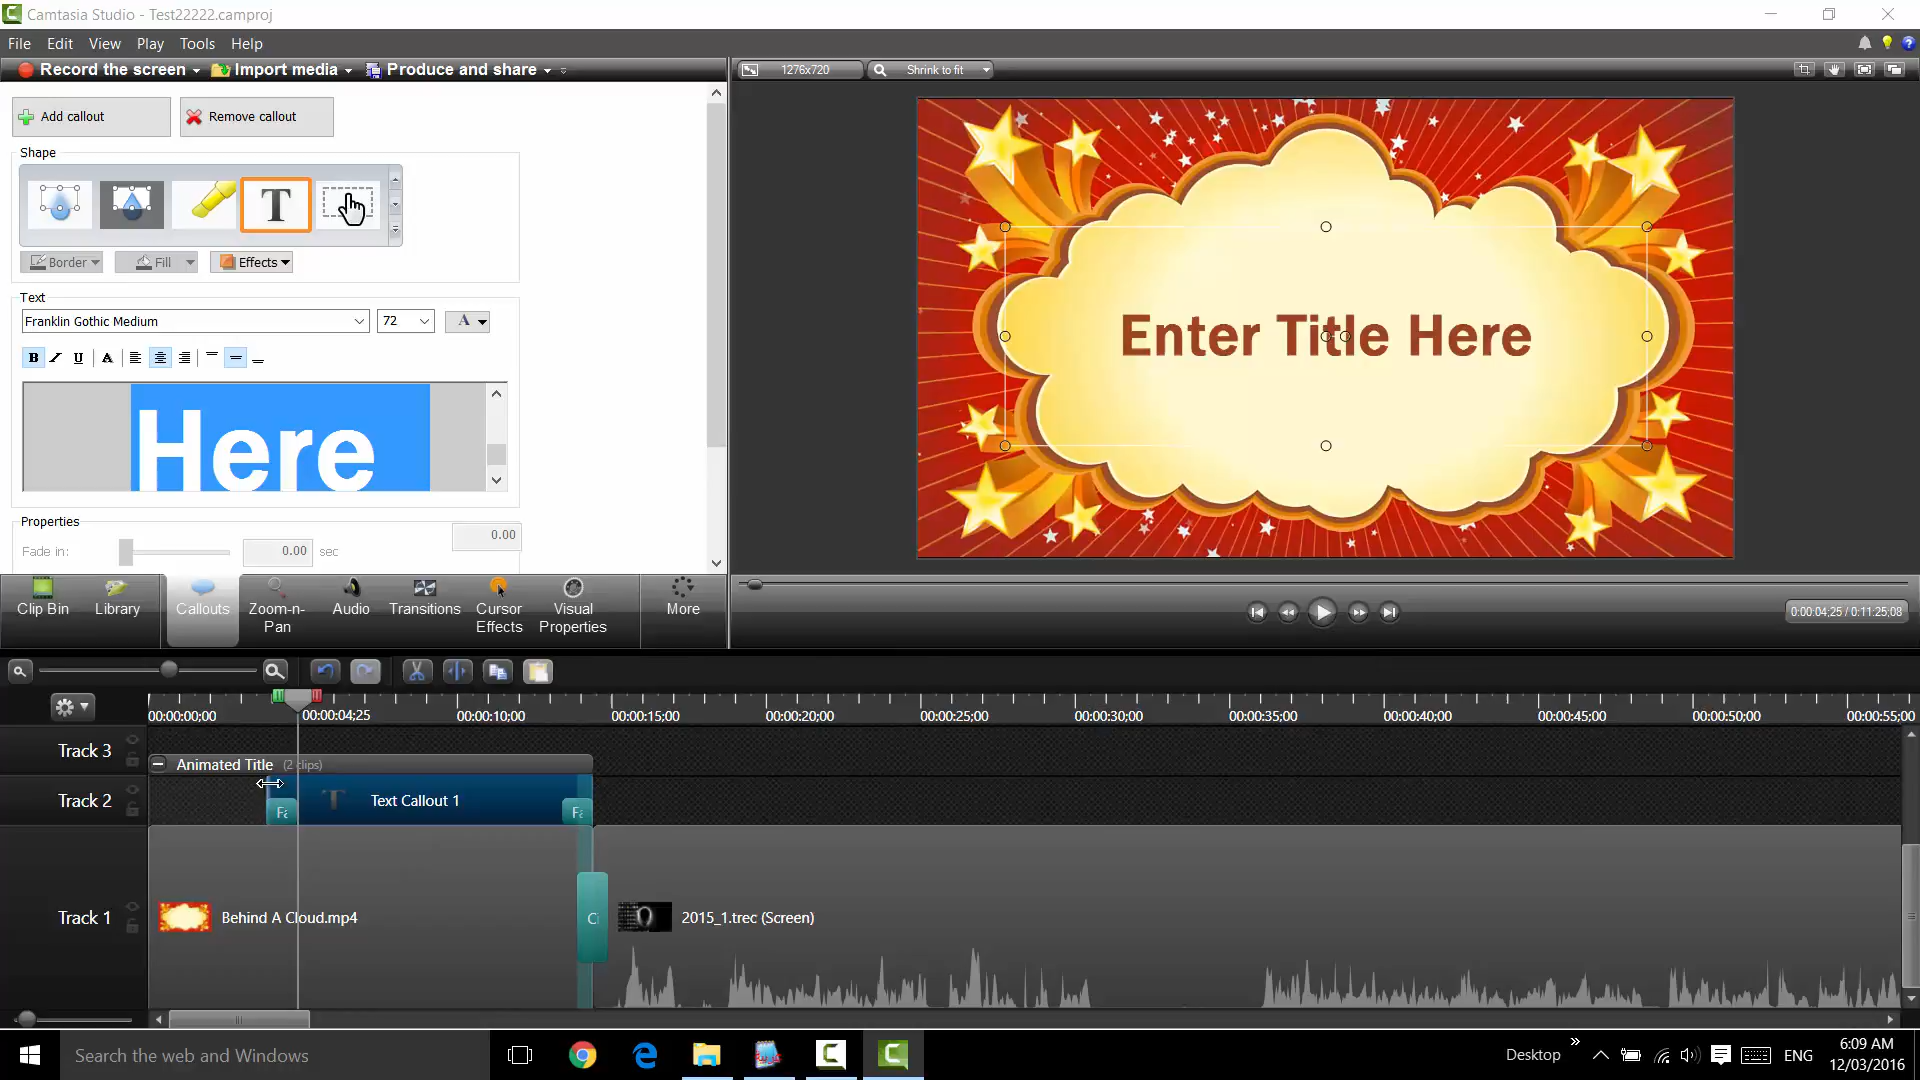 Camtasia Studio - Test22222.camproj
File Edit View Play Tools Help
Record the screen Import media Produce and share
1276x720 Shrink to fit
Add callout Remove callout
Shape
T
Border Fill Effects
Text
Franklin Gothic Medium 72 A
B I U A
Here
Properties
Fade in: 0.00 sec 0.00
Enter Title Here
Clip Bin Library Callouts Zoom-n-Pan Audio Transitions Cursor Effects Visual Properties More
0:00:04;25 / 0:11:25;08
00:00:00;00 00:00:04;25 00:00:10;00 00:00:15;00 00:00:20;00 00:00:25;00 00:00:30;00 00:00:35;00 00:00:40;00 00:00:45;00 00:00:50;00 00:00:55;00
Track 3
Animated Title (2 clips)
Track 2 Fa T Text Callout 1 Fa
Track 1 Behind A Cloud.mp4 Ci 2015_1.trec (Screen)
Search the web and Windows
Desktop ENG
6:09 AM
12/03/2016